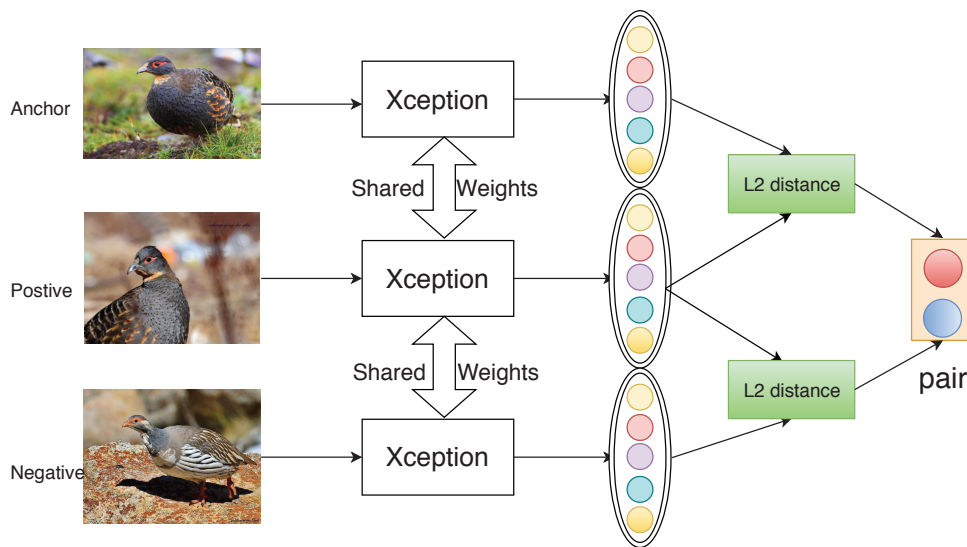 Anchor
Xception
Shared Weights
L2 distance
Postive
Xception
Shared Weights
L2 distance
pair
Negative
Xception